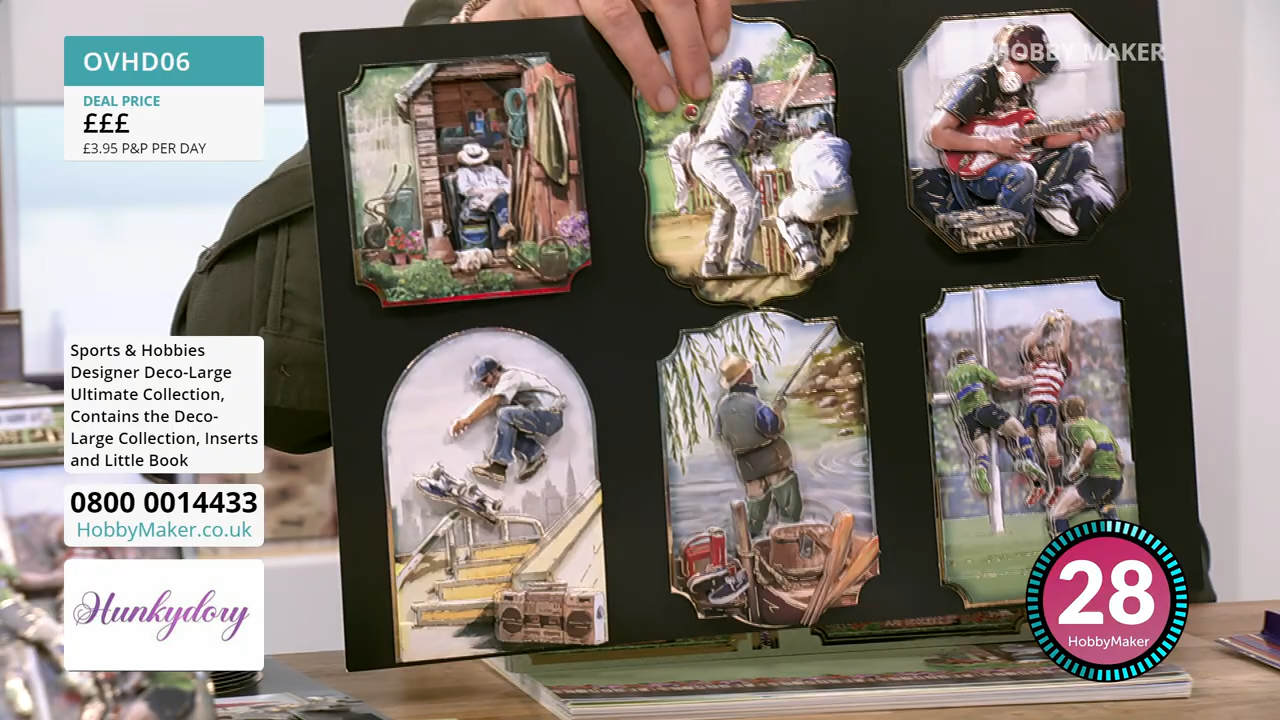 OVHD06
DEAL PRICE
£££
£3.95 P&P PER DAY
Sports & Hobbies
Designer Deco-Large
Ultimate Collection,
Contains the Deco-
Large Collection, Inserts
and Little Book
0800 0014433
HobbyMaker.co.uk
Hunkydory
HOBBY MAKER
28
HobbyMaker